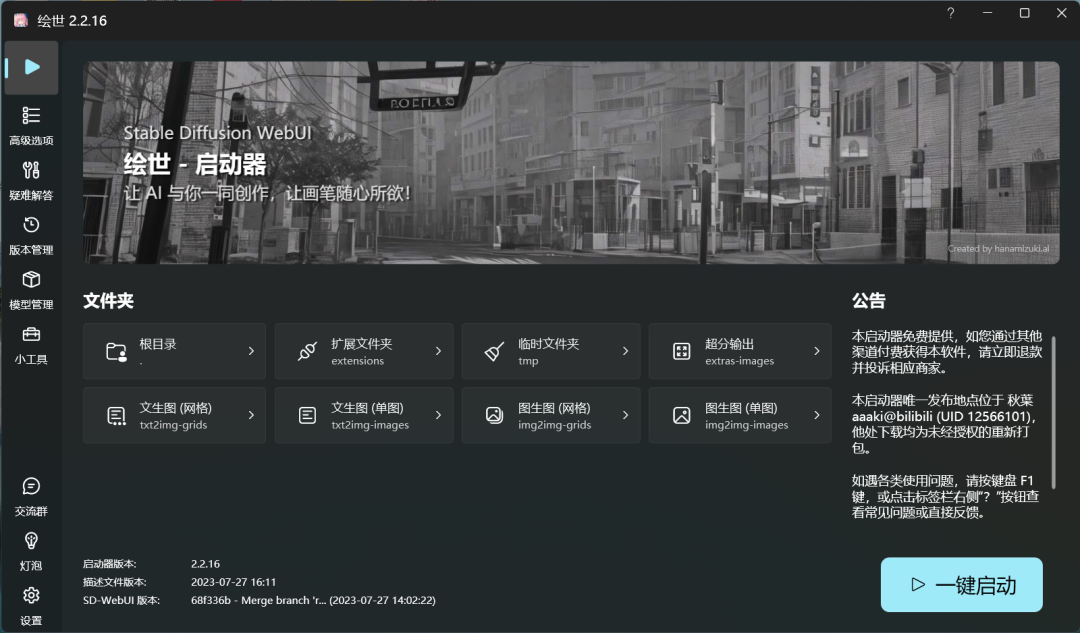 绘世 2.2.16
?
高级选项
疑难解答
版本管理
模型管理
小工具
交流群
灯泡
设置
Stable Diffusion WebUI
绘世 - 启动器
让 AI 与你一同创作，让画笔随心所欲！
Created by hanamizuki.ai
文件夹
根目录
.
扩展文件夹
extensions
临时文件夹
tmp
超分输出
extras-images
文生图 (网格)
txt2img-grids
文生图 (单图)
txt2img-images
图生图 (网格)
img2img-grids
图生图 (单图)
img2img-images
公告
本启动器免费提供，如您通过其他
渠道付费获得本软件，请立即退款
并投诉相应商家。
本启动器唯一发布地点位于 秋葉
aaaki@bilibili (UID 12566101)，
他处下载均为未经授权的重新打
包。
如遇各类使用问题，请按键盘 F1
键，或点击标签栏右侧“？”按钮查
看常见问题或直接反馈。
启动器版本: 2.2.16
描述文件版本: 2023-07-27 16:11
SD-WebUI 版本: 68f336b - Merge branch 'r... (2023-07-27 14:02:22)
一键启动